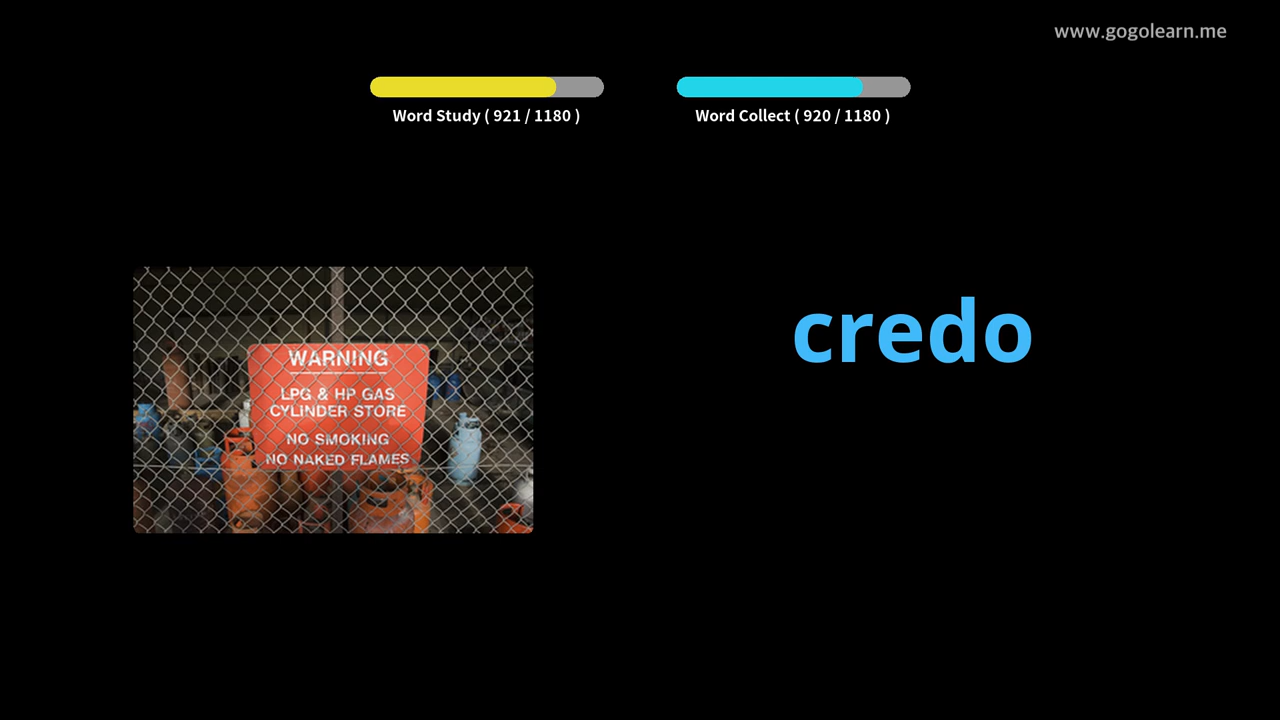 www.gogolearn.me
Word Study ( 921 / 1180 )
Word Collect ( 920 / 1180 )
WARNING
LPG & HP GAS
CYLINDER STORE
NO SMOKING
NO NAKED FLAMES
credo